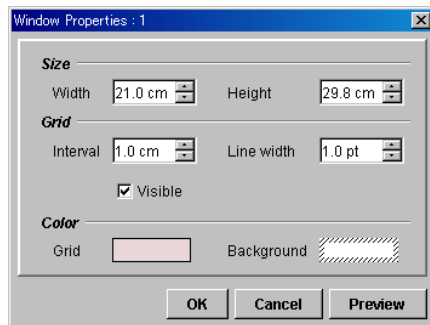 Window Properties : 1
Size
Width 21.0 cm Height 29.8 cm
Grid
Interval 1.0 cm Line width 1.0 pt
Visible
Color
Grid Background
OK Cancel Preview